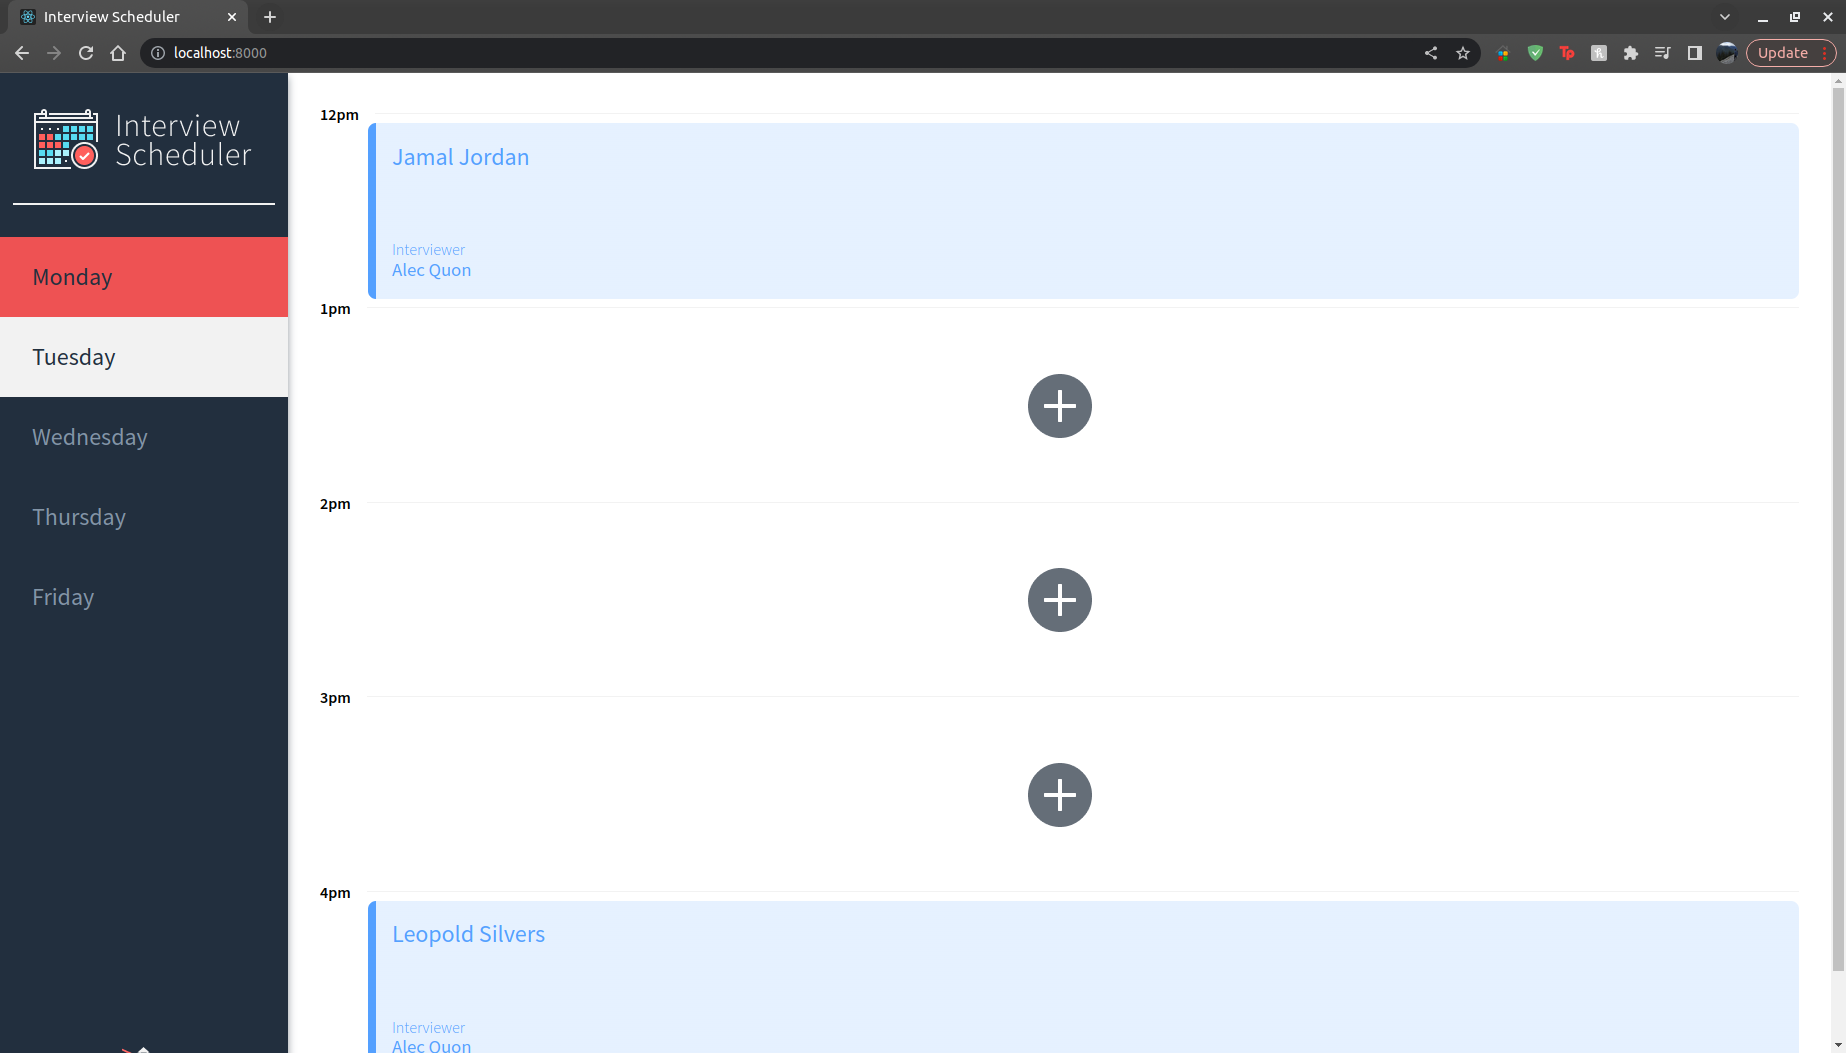 Interview Scheduler
localhost:8000
Tp
Update
Interview
Scheduler
Monday
Tuesday
Wednesday
Thursday
Friday
12pm
Jamal Jordan
Interviewer
Alec Quon
1pm
2pm
3pm
4pm
Leopold Silvers
Interviewer
Alec Quon